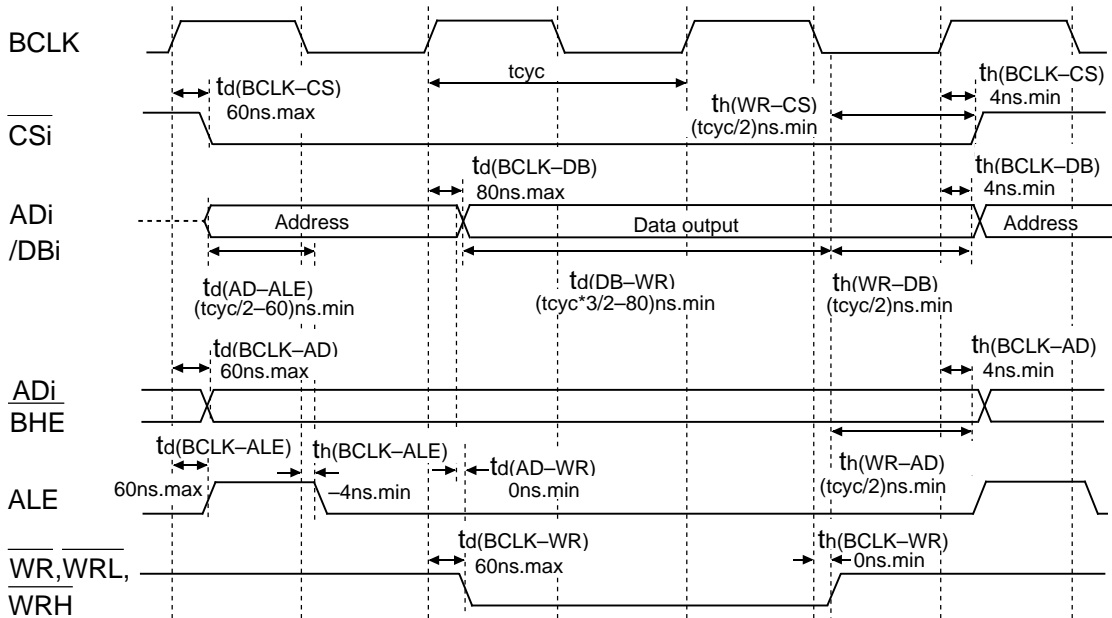 BCLK
tcyc
td(BCLK–CS)
60ns.max
th(BCLK–CS)
4ns.min
th(WR–CS)
(tcyc/2)ns.min
CSi
td(BCLK–DB)
80ns.max
th(BCLK–DB)
4ns.min
ADi
/DBi
Address
Data output
Address
td(AD–ALE)
(tcyc/2–60)ns.min
td(DB–WR)
(tcyc*3/2–80)ns.min
th(WR–DB)
(tcyc/2)ns.min
td(BCLK–AD)
60ns.max
th(BCLK–AD)
4ns.min
ADi
BHE
td(BCLK–ALE)
60ns.max
th(BCLK–ALE)
–4ns.min
td(AD–WR)
0ns.min
th(WR–AD)
(tcyc/2)ns.min
ALE
td(BCLK–WR)
60ns.max
th(BCLK–WR)
0ns.min
WR,WRL,
WRH